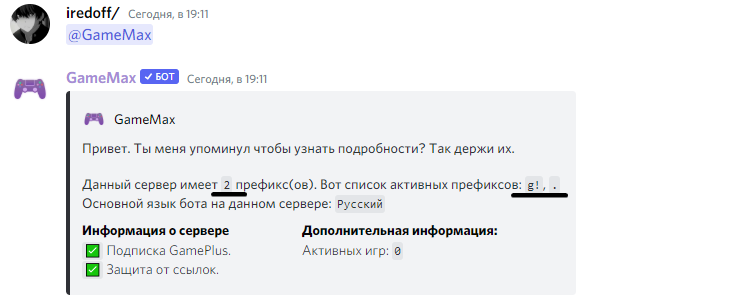 iredoff/ Сегодня, в 19:11
@GameMax
GameMax БОТ Сегодня, в 19:11
GameMax
Привет. Ты меня упоминул чтобы узнать подробности? Так держи их.
Данный сервер имеет 2 префикс(ов). Вот список активных префиксов: g!, .
Основной язык бота на данном сервере: Русский
Информация о сервере
Подписка GamePlus.
Защита от ссылок.
Дополнительная информация:
Активных игр: 0